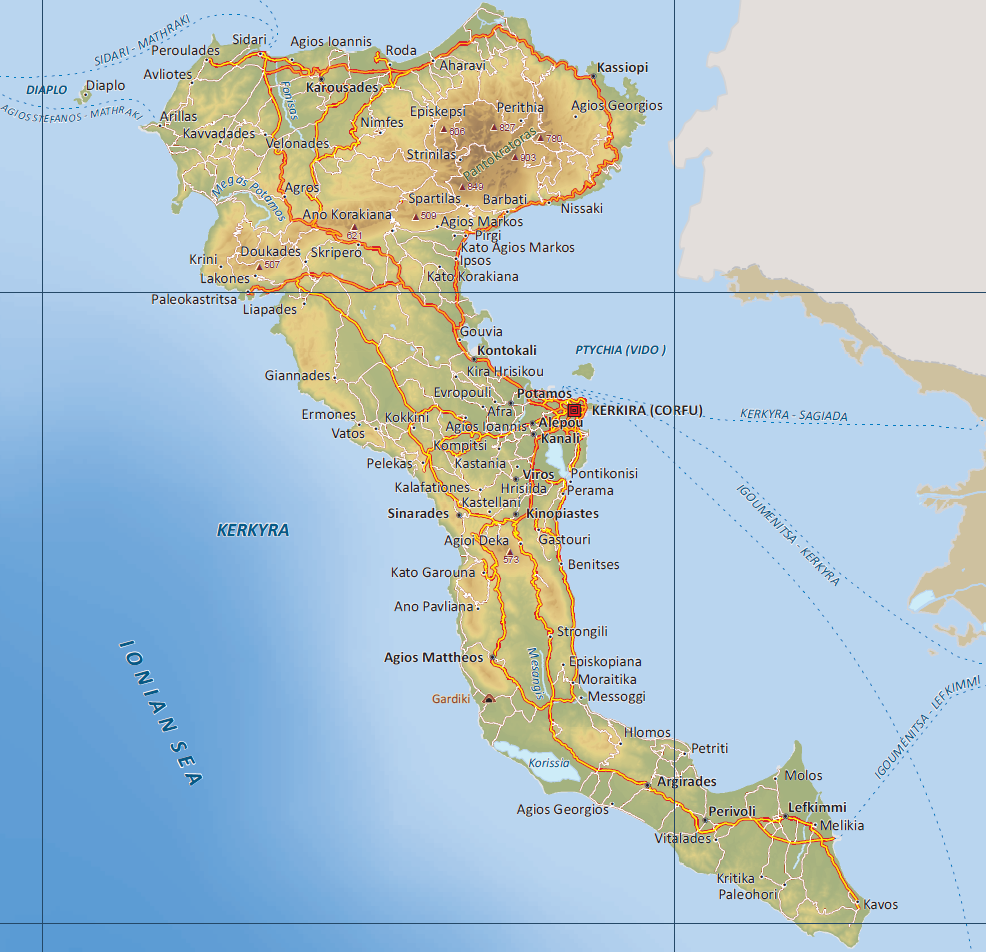 SIDARI - MATHRAKI
Sidari
Agios Ioannis
Peroulades
Roda
Aharavi
Kassiopi
Avliotes
DIAPLO
Diaplo
Karousades
Fonisas
AGIOS STEFANOS - MATHRAKI
Arillas
Episkepsi
Perithia
Agios Georgios
Nimfes
606
827
780
Kavvadades
Velonades
Strinilas
Pantokratoras
903
Megas Potamos
Agros
849
Spartilas
Barbati
Nissaki
Ano Korakiana
509
Agios Markos
621
Pirgi
Kato Agios Markos
Doukades
Skripero
Ipsos
Krini
507
Lakones
Kato Korakiana
Paleokastritsa
Liapades
Gouvia
Kontokali
PTYCHIA (VIDO )
Giannades
Kira Hrisikou
Evropouli
Potamos
KERKIRA (CORFU)
KERKYRA - SAGIADA
Ermones
Kokkini
Afra
Vatos
Agios Ioannis
Alepou
Kanali
Kompitsi
Pelekas
Kastania
Viros
Pontikonisi
Kalafationes
Hrisiida
Perama
IGOUMENITSA - KERKYRA
Kastellani
Sinarades
Kinopiastes
KERKYRA
Agioi Deka
Gastouri
573
Benitses
Kato Garouna
Ano Pavliana
Strongili
IONIAN SEA
Agios Mattheos
Mesangis
Episkopiana
Moraitika
Gardiki
Messoggi
IGOUMENITSA - LEFKIMMI
Hlomos
Petriti
Korissia
Molos
Argirades
Agios Georgios
Perivoli
Lefkimmi
Melikia
Vitalades
Kritika
Paleohori
Kavos